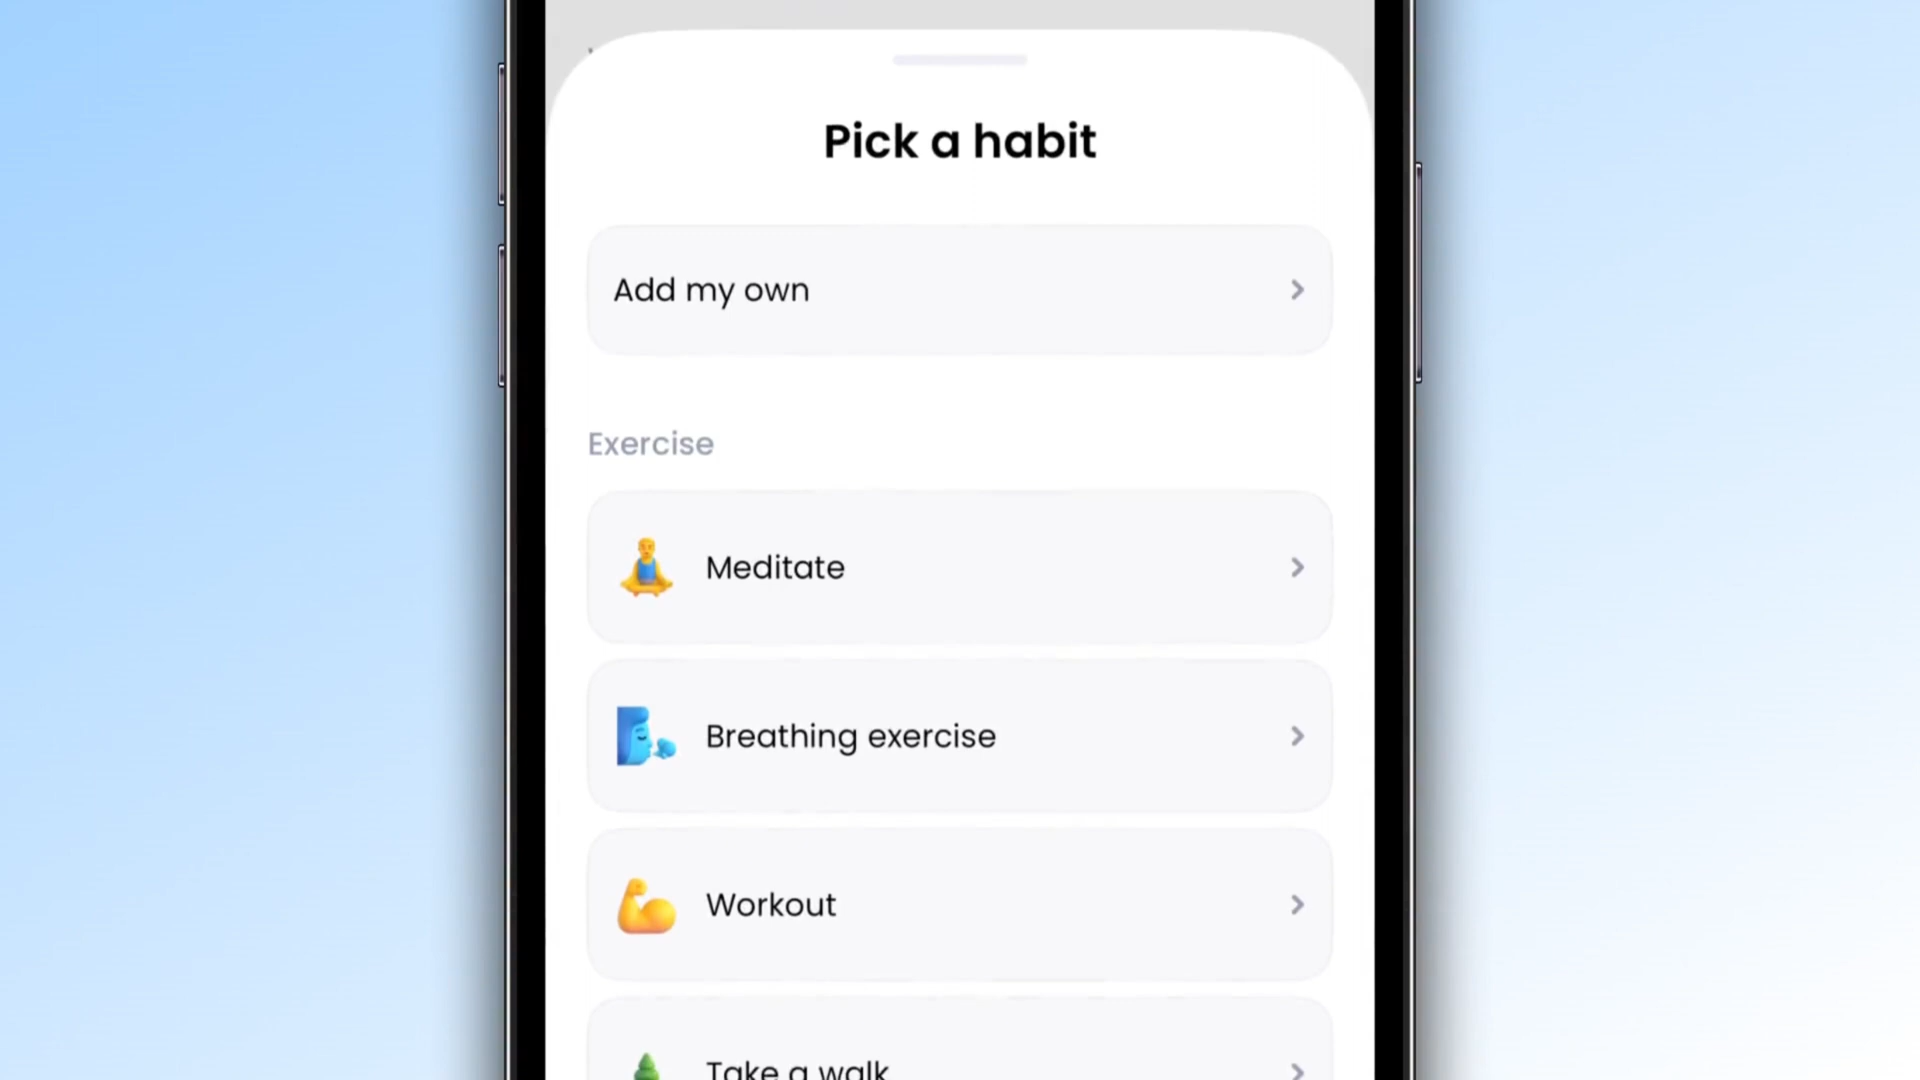 Pick a habit
Add my own
Exercise
Meditate
Breathing exercise
Workout
Take a walk